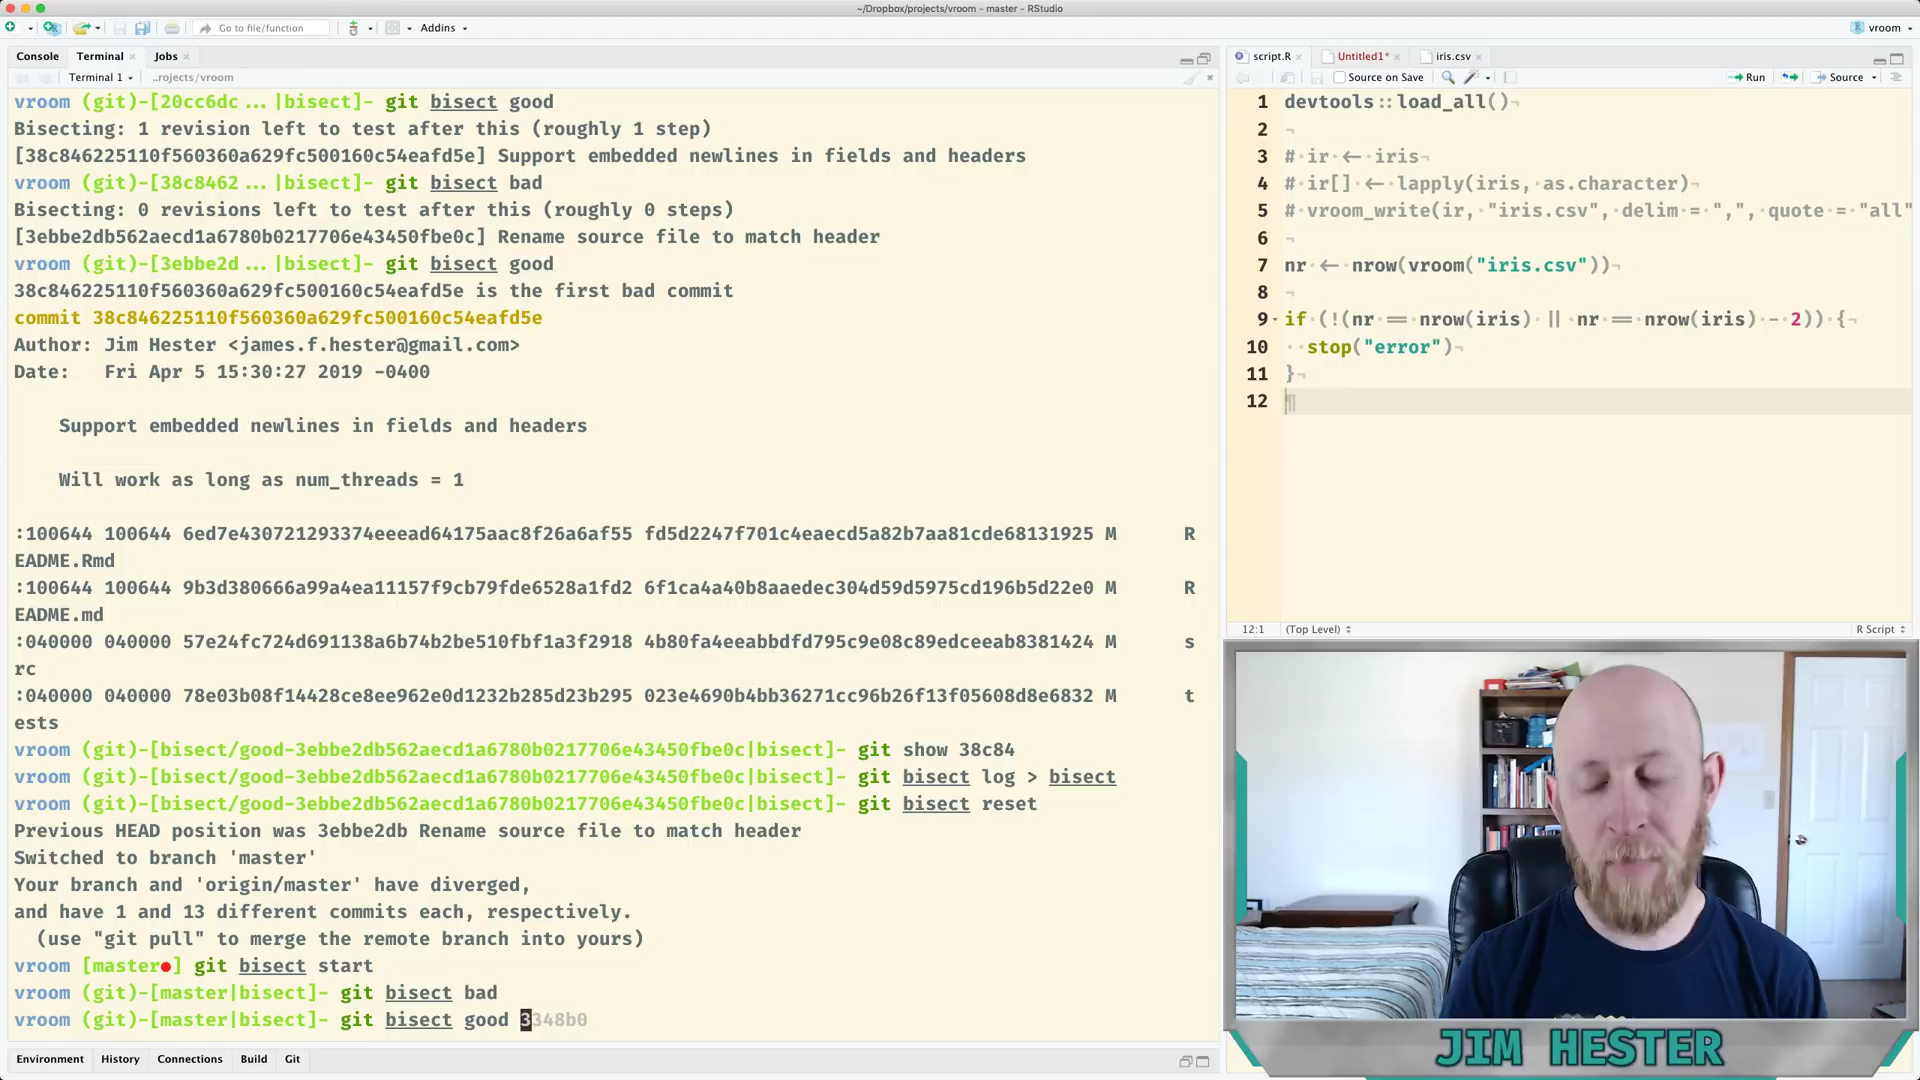 ~/Dropbox/projects/vroom - master - RStudio
Go to file/function
Addins
vroom
Console
Terminal
Jobs
Terminal 1
..rojects/vroom
vroom (git)-[20cc6dc ... |bisect]- git bisect good
Bisecting: 1 revision left to test after this (roughly 1 step)
[38c846225110f560360a629fc500160c54eafd5e] Support embedded newlines in fields and headers
vroom (git)-[38c8462 ... |bisect]- git bisect bad
Bisecting: 0 revisions left to test after this (roughly 0 steps)
[3ebbe2db562aecd1a6780b0217706e43450fbe0c] Rename source file to match header
vroom (git)-[3ebbe2d ... |bisect]- git bisect good
38c846225110f560360a629fc500160c54eafd5e is the first bad commit
commit 38c846225110f560360a629fc500160c54eafd5e
Author: Jim Hester <james.f.hester@gmail.com>
Date:   Fri Apr 5 15:30:27 2019 -0400
Support embedded newlines in fields and headers
Will work as long as num_threads = 1
:100644 100644 6ed7e430721293374eeead64175aac8f26a6af55 fd5d2247f701c4eaecd5a82b7aa81cde68131925 M      R
EADME.Rmd
:100644 100644 9b3d380666a99a4ea11157f9cb79fde6528a1fd2 6f1ca4a40b8aaedec304d59d5975cd196b5d22e0 M      R
EADME.md
:040000 040000 57e24fc724d691138a6b74b2be510fbf1a3f2918 4b80fa4eeabbdfd795c9e08c89edceeab8381424 M      s
rc
:040000 040000 78e03b08f14428ce8ee962e0d1232b285d23b295 023e4690b4bb36271cc96b26f13f05608d8e6832 M      t
ests
vroom (git)-[bisect/good-3ebbe2db562aecd1a6780b0217706e43450fbe0c|bisect]- git show 38c84
vroom (git)-[bisect/good-3ebbe2db562aecd1a6780b0217706e43450fbe0c|bisect]- git bisect log > bisect
vroom (git)-[bisect/good-3ebbe2db562aecd1a6780b0217706e43450fbe0c|bisect]- git bisect reset
Previous HEAD position was 3ebbe2db Rename source file to match header
Switched to branch 'master'
Your branch and 'origin/master' have diverged,
and have 1 and 13 different commits each, respectively.
(use "git pull" to merge the remote branch into yours)
vroom [master●] git bisect start
vroom (git)-[master|bisect]- git bisect bad
vroom (git)-[master|bisect]- git bisect good 3348b0
Environment
History
Connections
Build
Git
script.R
Untitled1*
iris.csv
Source on Save
Run
Source
1 devtools::load_all()¬
2 ¬
3 # ir <- iris¬
4 # ir[] <- lapply(iris, as.character)¬
5 # vroom_write(ir, "iris.csv", delim = ",", quote = "all"
6 ¬
7 nr <- nrow(vroom("iris.csv"))¬
8 ¬
9 if (!(nr == nrow(iris) || nr == nrow(iris) - 2)) {¬
10 stop("error")¬
11 }¬
12 ¶
12:1
(Top Level)
R Script
JIM HESTER